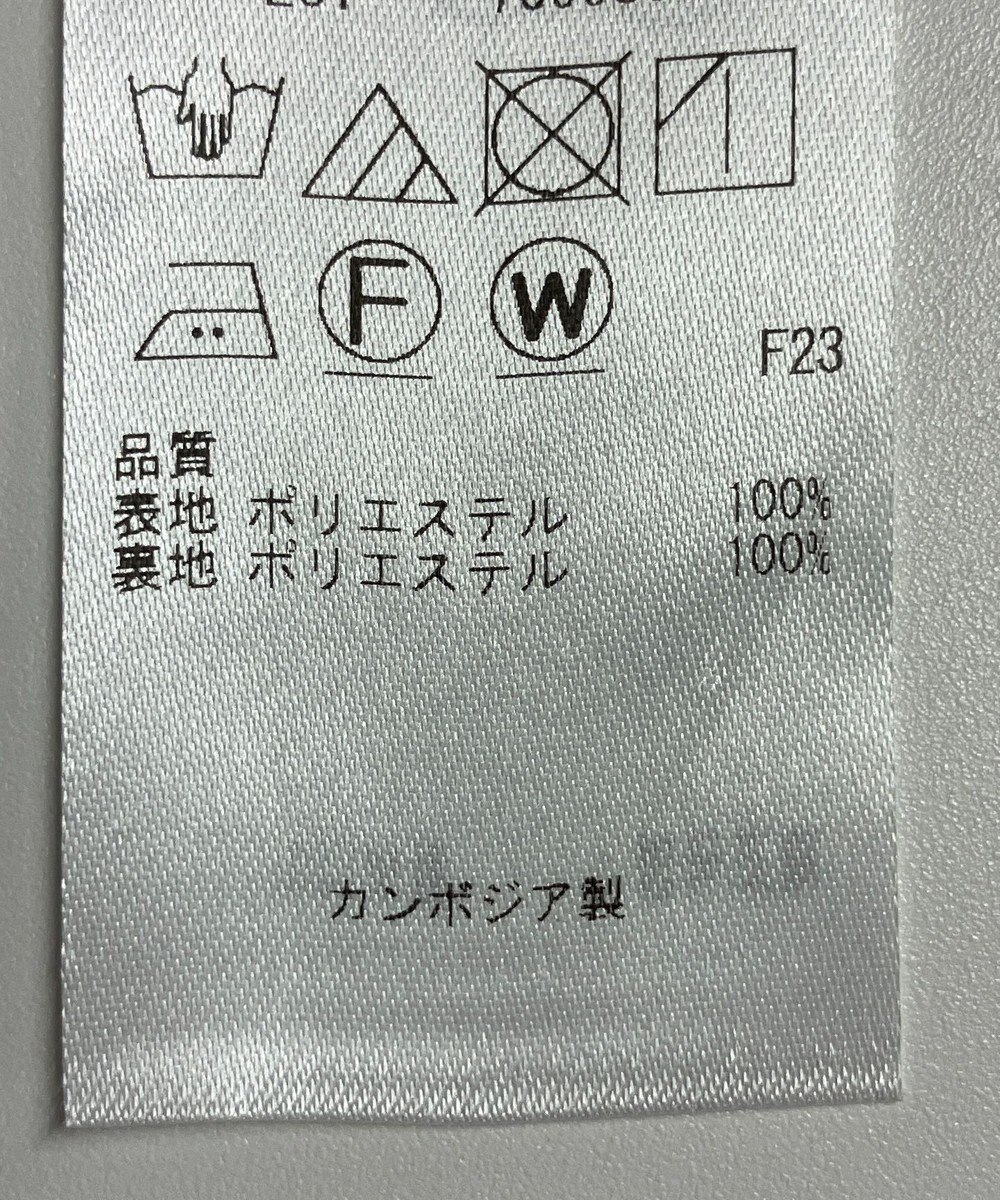 F W
F23
品質
表地 ポリエステル 100%
裏地 ポリエステル 100%
カンボジア製